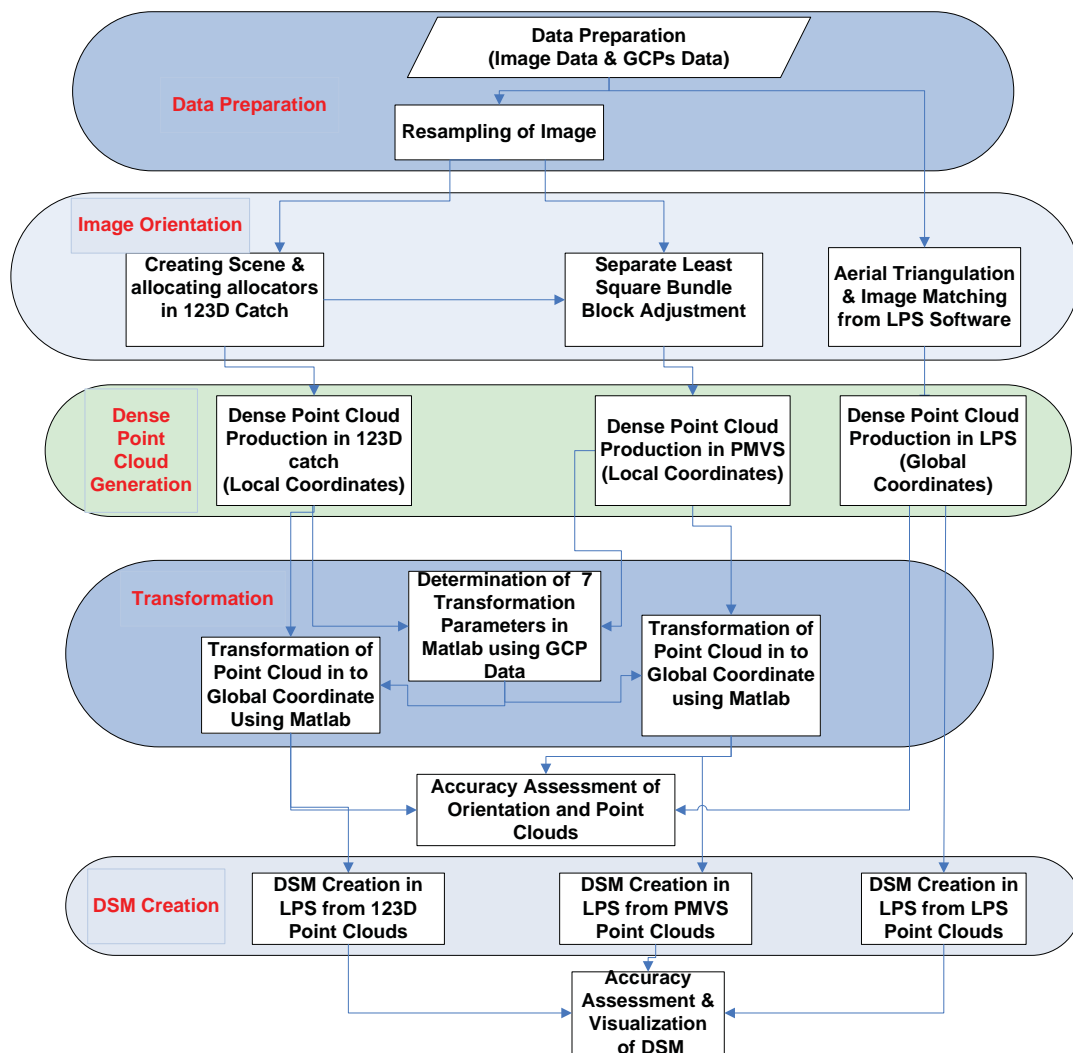 Data Preparation
(Image Data & GCPs Data)
Data Preparation
Resampling of Image
Image Orientation
Creating Scene &
allocating allocators
in 123D Catch
Separate Least
Square Bundle
Block Adjustment
Aerial Triangulation
& Image Matching
from LPS Software
Dense
Point
Cloud
Generation
Dense Point Cloud
Production in 123D
catch
(Local Coordinates)
Dense Point Cloud
Production in PMVS
(Local Coordinates)
Dense Point Cloud
Production in LPS
(Global
Coordinates)
Transformation
Determination of 7
Transformation
Parameters in
Matlab using GCP
Data
Transformation of
Point Cloud in to
Global Coordinate
Using Matlab
Transformation of
Point Cloud in to
Global Coordinate
using Matlab
Accuracy Assessment of
Orientation and Point
Clouds
DSM Creation
DSM Creation in
LPS from 123D
Point Clouds
DSM Creation in
LPS from PMVS
Point Clouds
DSM Creation in
LPS from LPS
Point Clouds
Accuracy
Assessment &
Visualization
of DSM